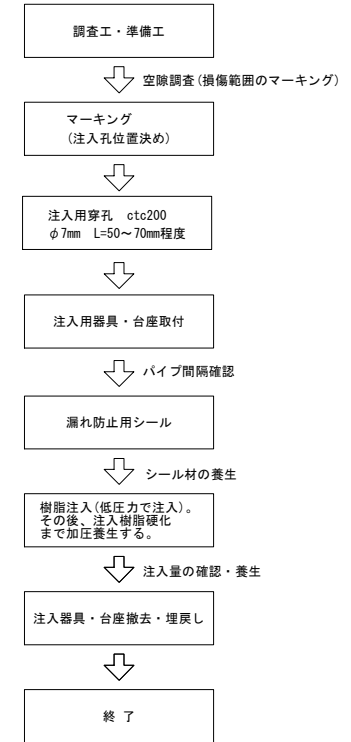 調査工・準備工
空隙調査(損傷範囲のマーキング)
マーキング
(注入孔位置決め)
注入用穿孔 ctc200
φ7mm L=50～70mm程度
注入用器具・台座取付
パイプ間隔確認
漏れ防止用シール
シール材の養生
樹脂注入(低圧力で注入)。
その後、注入樹脂硬化
まで加圧養生する。
注入量の確認・養生
注入器具・台座撤去・埋戻し
終 了